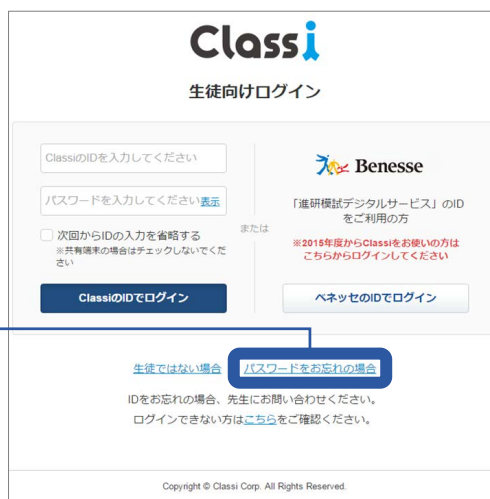 Classi
生徒向けログイン
ClassiのIDを入力してください
パスワードを入力してください 表示
次回からIDの入力を省略する
※共有端末の場合はチェックしないでくだ
さい
ClassiのIDでログイン
または
Benesse
「進研模試デジタルサービス」のID
をご利用の方
※2015年度からClassiをお使いの方は
こちらからログインしてください
ベネッセのIDでログイン
生徒ではない場合 パスワードをお忘れの場合
IDをお忘れの場合、先生にお問い合わせください。
ログインできない方はこちらをご確認ください。
Copyright © Classi Corp. All Rights Reserved.